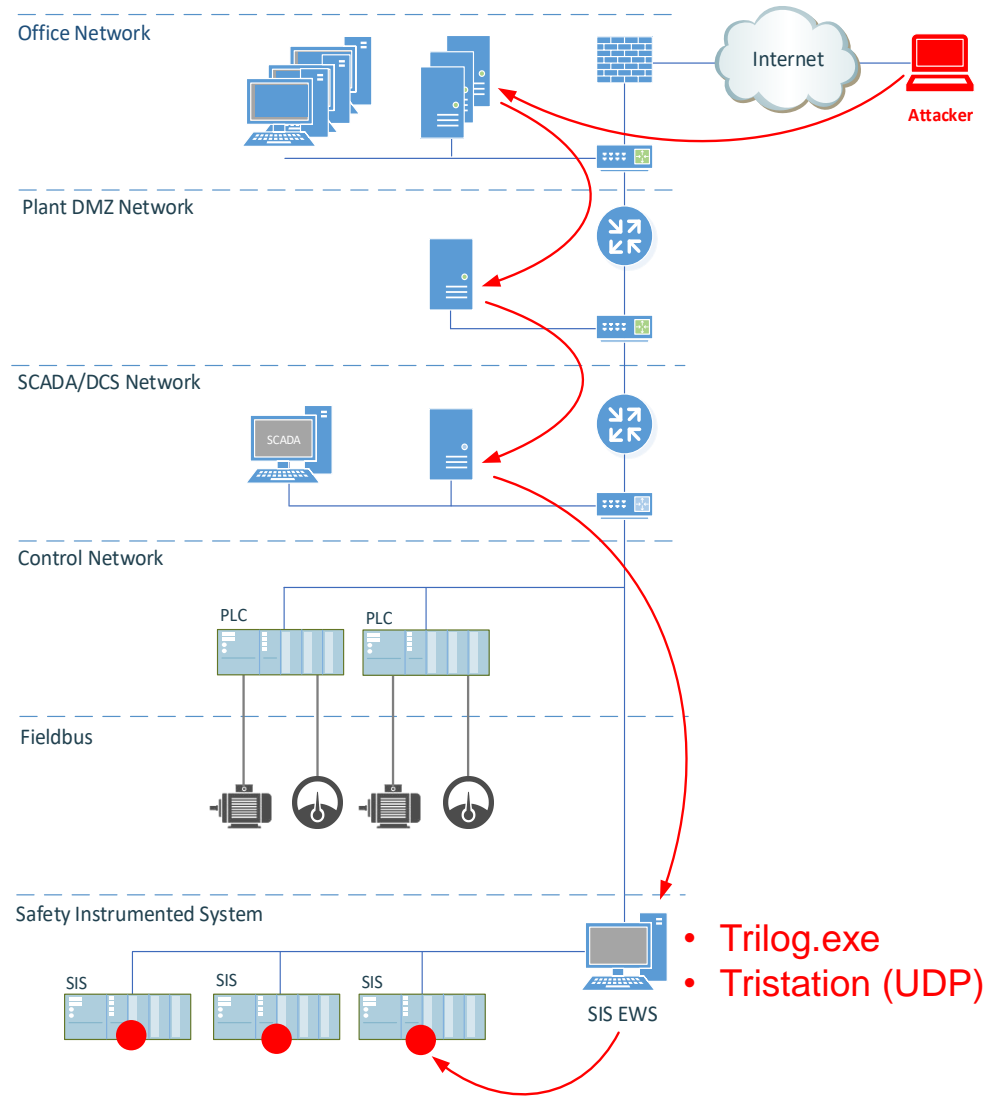 Office Network
Internet
Attacker
Plant DMZ Network
SCADA/DCS Network
SCADA
Control Network
PLC
PLC
Fieldbus
Safety Instrumented System
• Trilog.exe
• Tristation (UDP)
SIS
SIS
SIS
SIS EWS